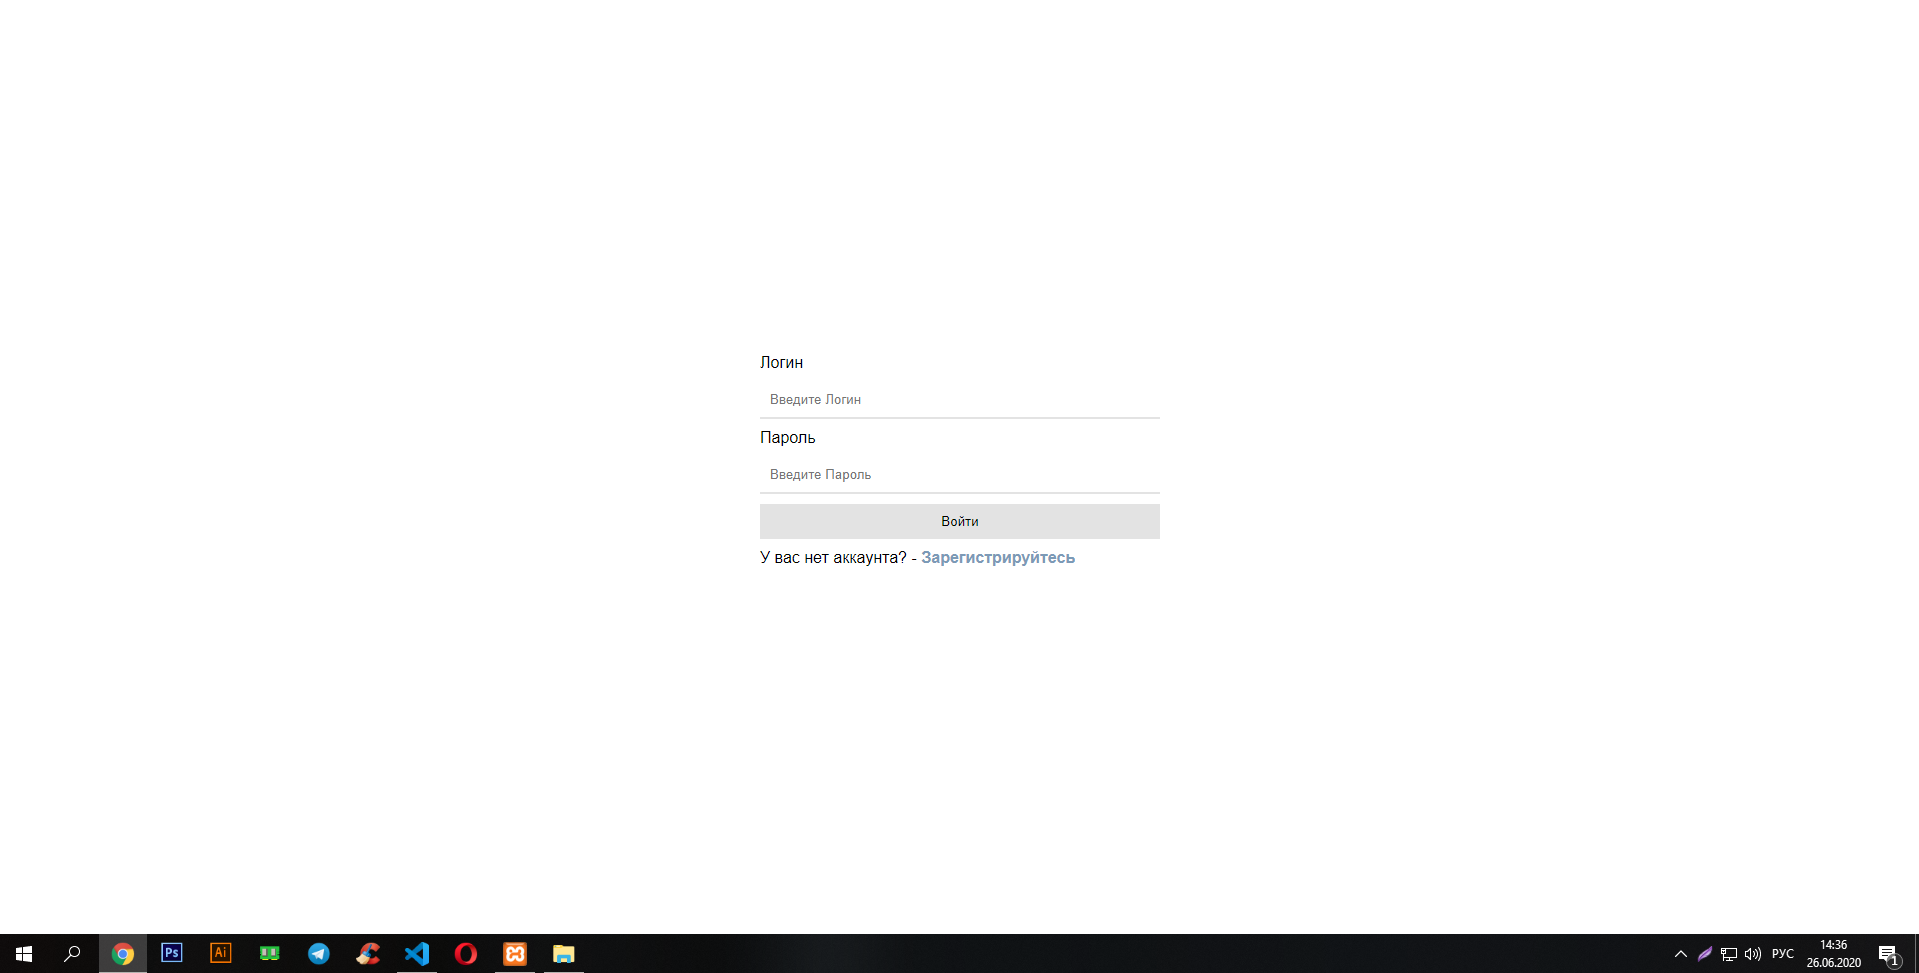 Логин
Введите Логин
Пароль
Введите Пароль
Войти
У вас нет аккаунта? - Зарегистрируйтесь
Ps
Ai
РУС
14:36
26.06.2020
1